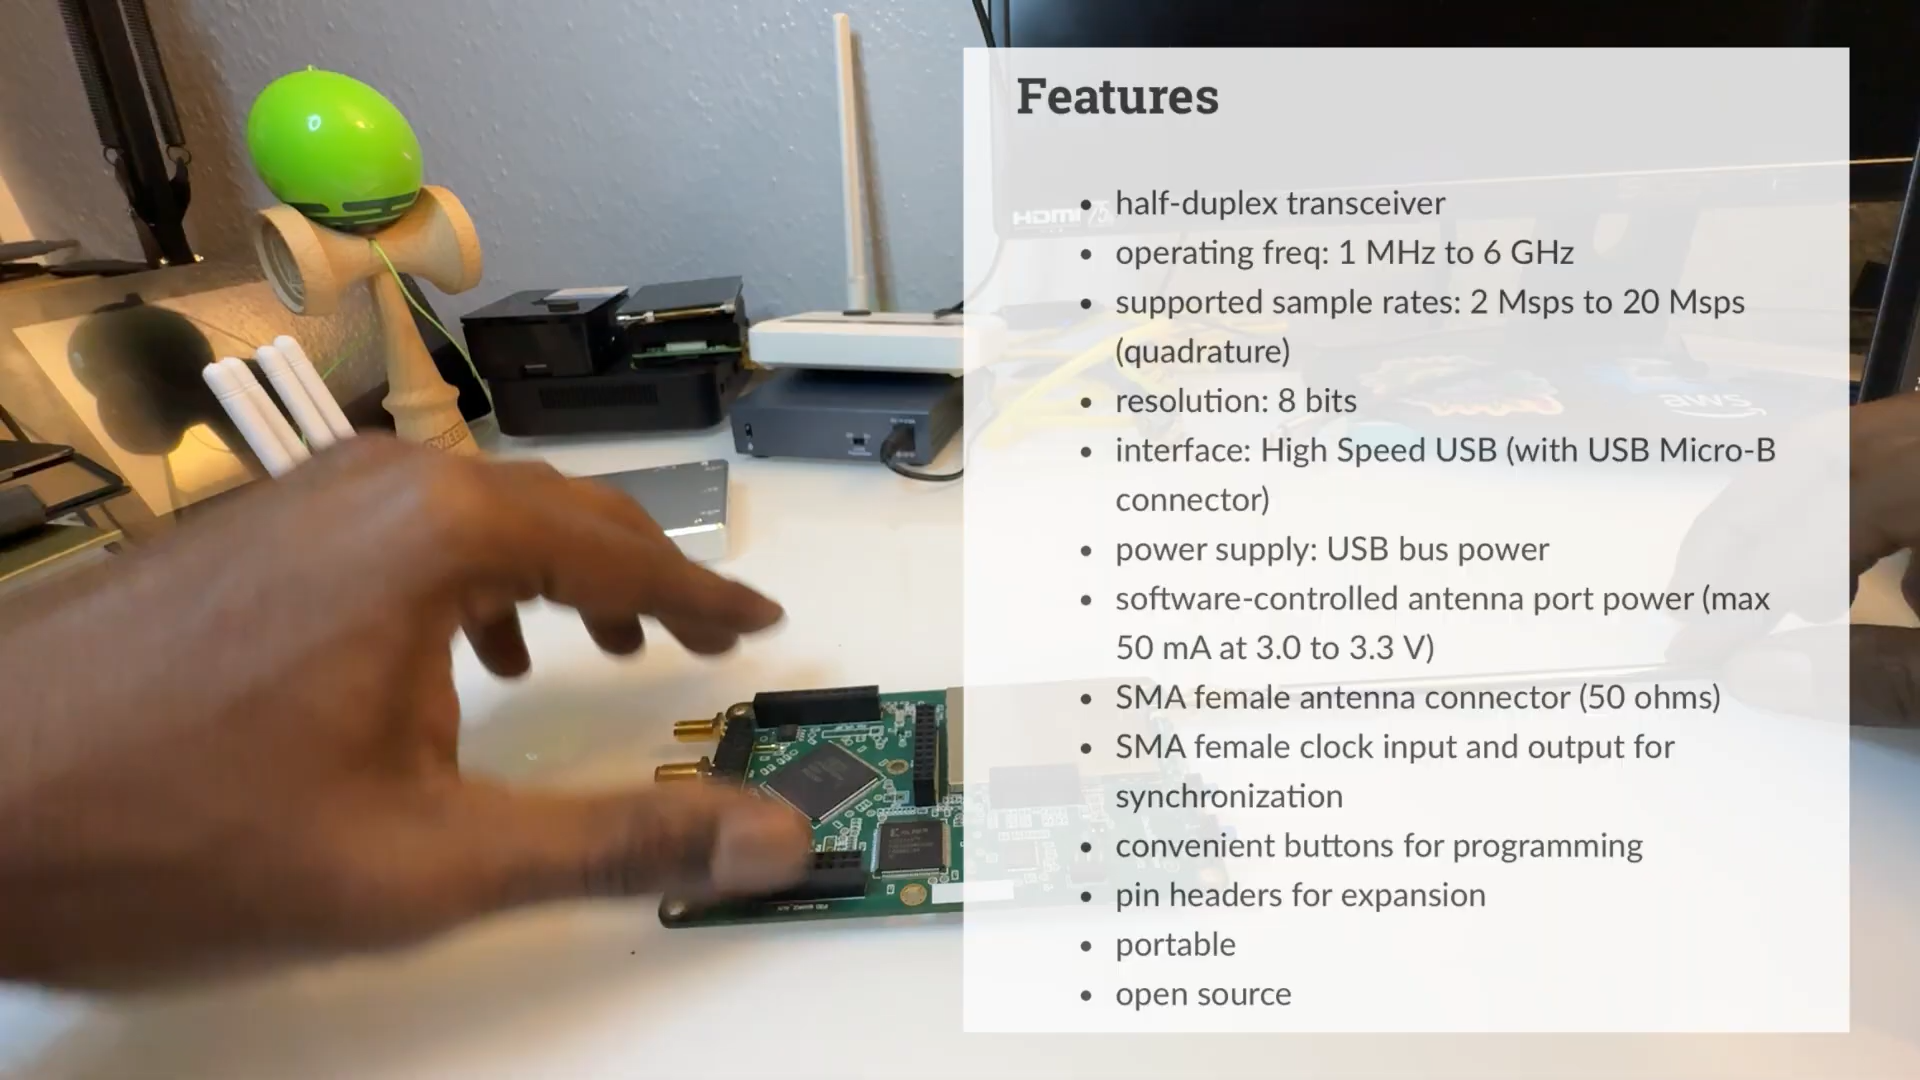 Features
half-duplex transceiver
operating freq: 1 MHz to 6 GHz
supported sample rates: 2 Msps to 20 Msps
(quadrature)
resolution: 8 bits
interface: High Speed USB (with USB Micro-B
connector)
power supply: USB bus power
software-controlled antenna port power (max
50 mA at 3.0 to 3.3 V)
SMA female antenna connector (50 ohms)
SMA female clock input and output for
synchronization
convenient buttons for programming
pin headers for expansion
portable
open source
HDMI
aws